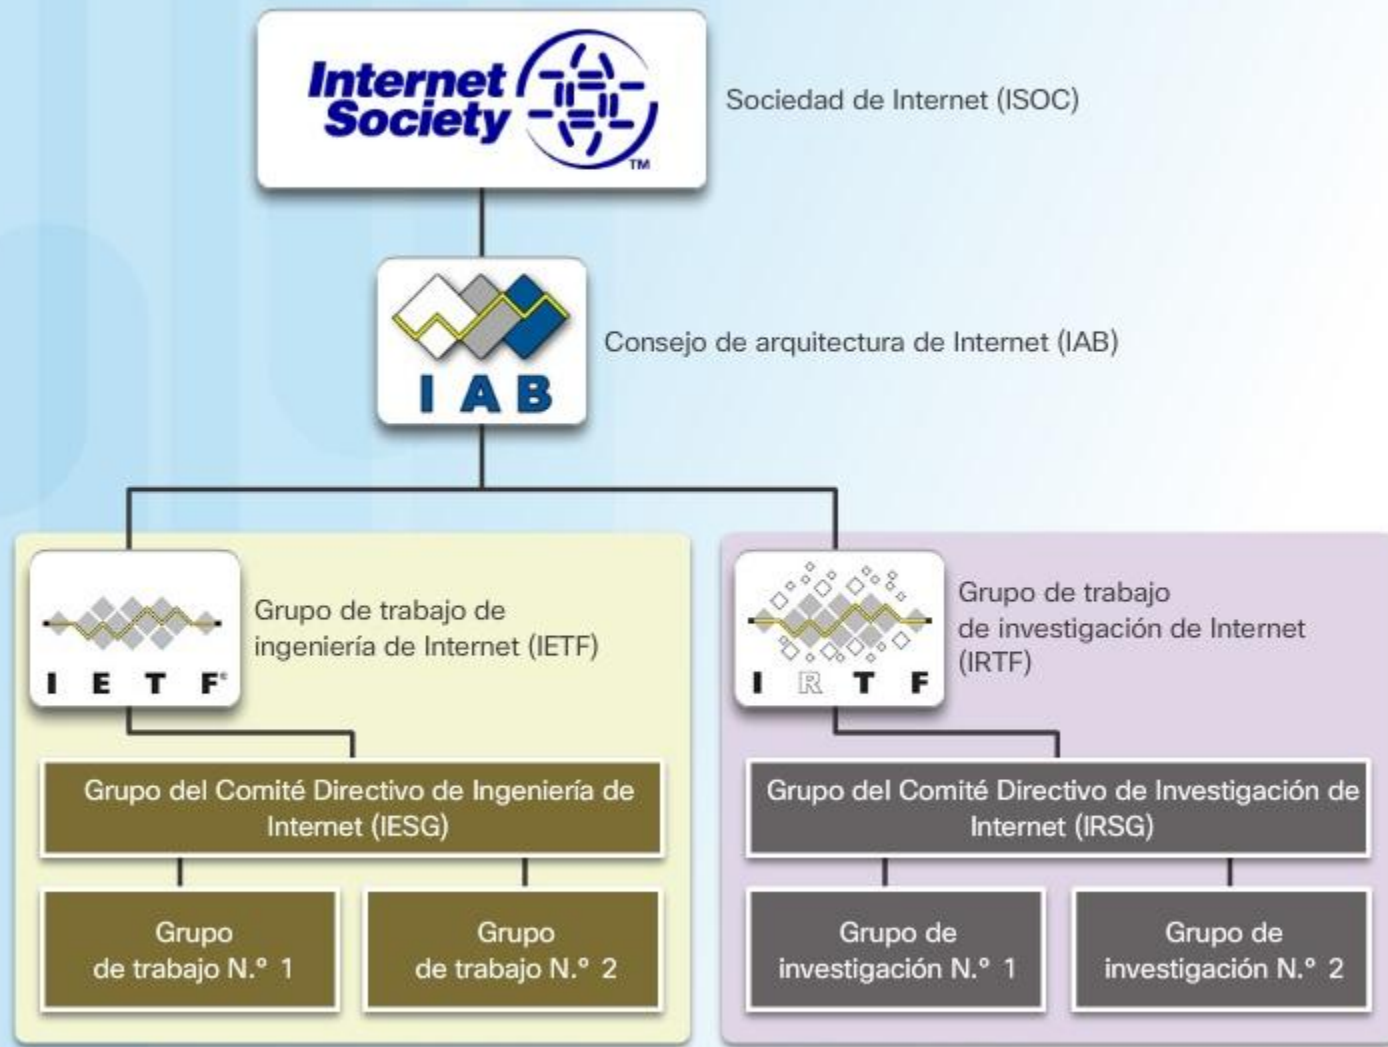 Internet
Society
TM
Sociedad de Internet (ISOC)
I A B
Consejo de arquitectura de Internet (IAB)
I E T F
Grupo de trabajo de
ingeniería de Internet (IETF)
I R T F
Grupo de trabajo
de investigación de Internet
(IRTF)
Grupo del Comité Directivo de Ingeniería de
Internet (IESG)
Grupo
de trabajo N.º 1
Grupo
de trabajo N.º 2
Grupo del Comité Directivo de Investigación de
Internet (IRSG)
Grupo de
investigación N.º 1
Grupo de
investigación N.º 2